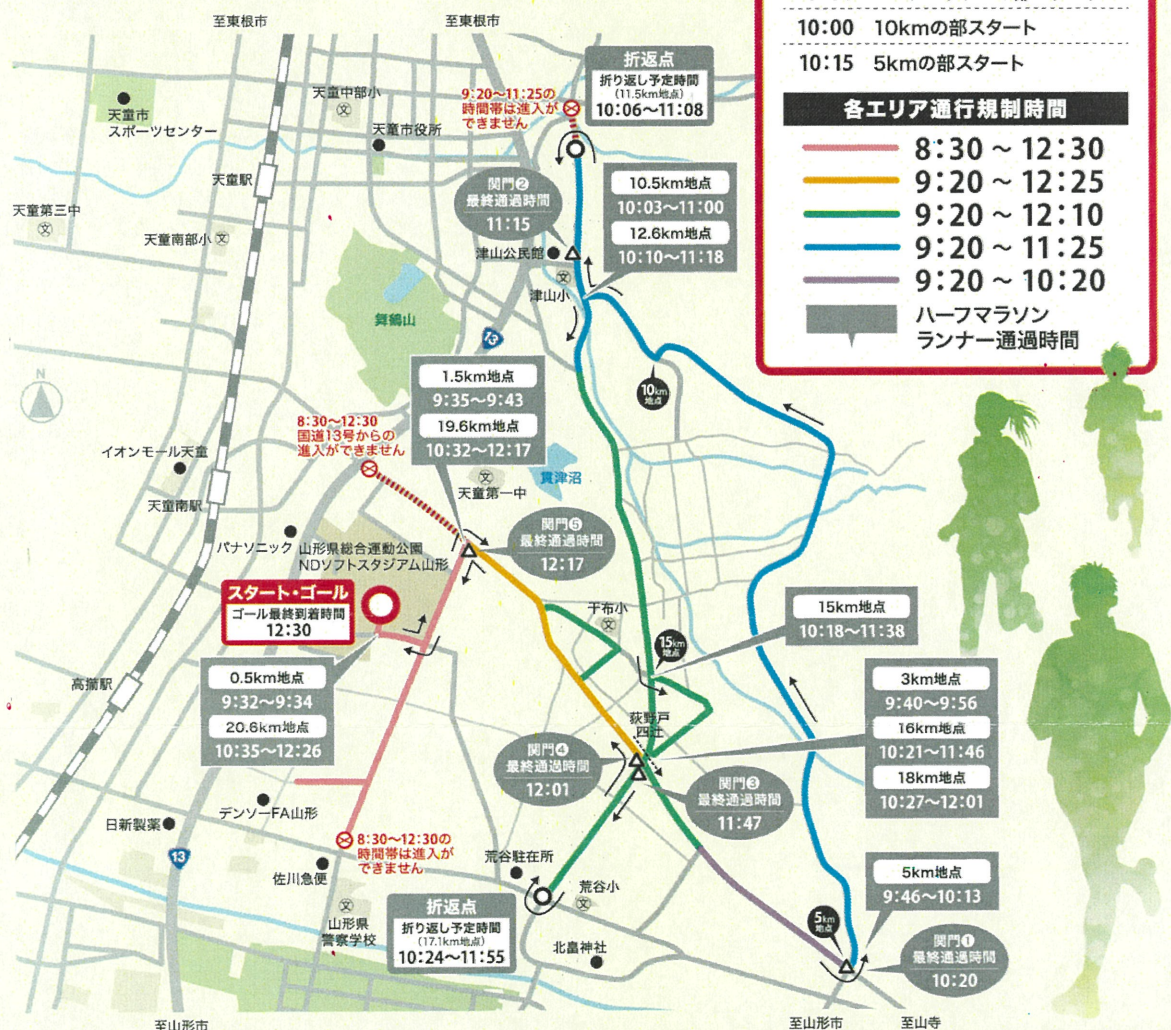 至東根市
至東根市
10:00 10kmの部スタート
10:15 5kmの部スタート
各エリア通行規制時間
8:30 ~ 12:30
9:20 ~ 12:25
9:20 ~ 12:10
9:20 ~ 11:25
9:20 ~ 10:20
ハーフマラソン
ランナー通過時間
折返点
折り返し予定時間
(11.5km地点)
10:06~11:08
9:20~11:25の
時間帯は進入が
できません
天童市
スポーツセンター
天童中部小
文
天童市役所
天童駅
天童第三中
文
天童南部小
文
関門②
最終通過時間
11:15
10.5km地点
10:03~11:00
12.6km地点
10:10~11:18
津山公民館
文
津山小
舞鶴山
13
N
10km
地点
1.5km地点
9:35~9:43
19.6km地点
10:32~12:17
8:30~12:30
国道13号からの
進入ができません
イオンモール天童
天童南駅
文
天童第一中
貫津沼
パナソニック
山形県総合運動公園
NDソフトスタジアム山形
関門⑤
最終通過時間
12:17
スタート・ゴール
ゴール最終到着時間
12:30
干布小
文
15km
地点
15km地点
10:18~11:38
0.5km地点
9:32~9:34
20.6km地点
10:35~12:26
高擶駅
荻野戸
四辻
3km地点
9:40~9:56
16km地点
10:21~11:46
18km地点
10:27~12:01
関門④
最終通過時間
12:01
関門③
最終通過時間
11:47
デンソーFA山形
日新製薬
13
8:30~12:30の
時間帯は進入が
できません
佐川急便
文
山形県
警察学校
荒谷駐在所
荒谷小
文
折返点
折り返し予定時間
(17.1km地点)
10:24~11:55
北畠神社
5km
地点
5km地点
9:46~10:13
関門①
最終通過時間
10:20
至山形市
至山形市
至山寺